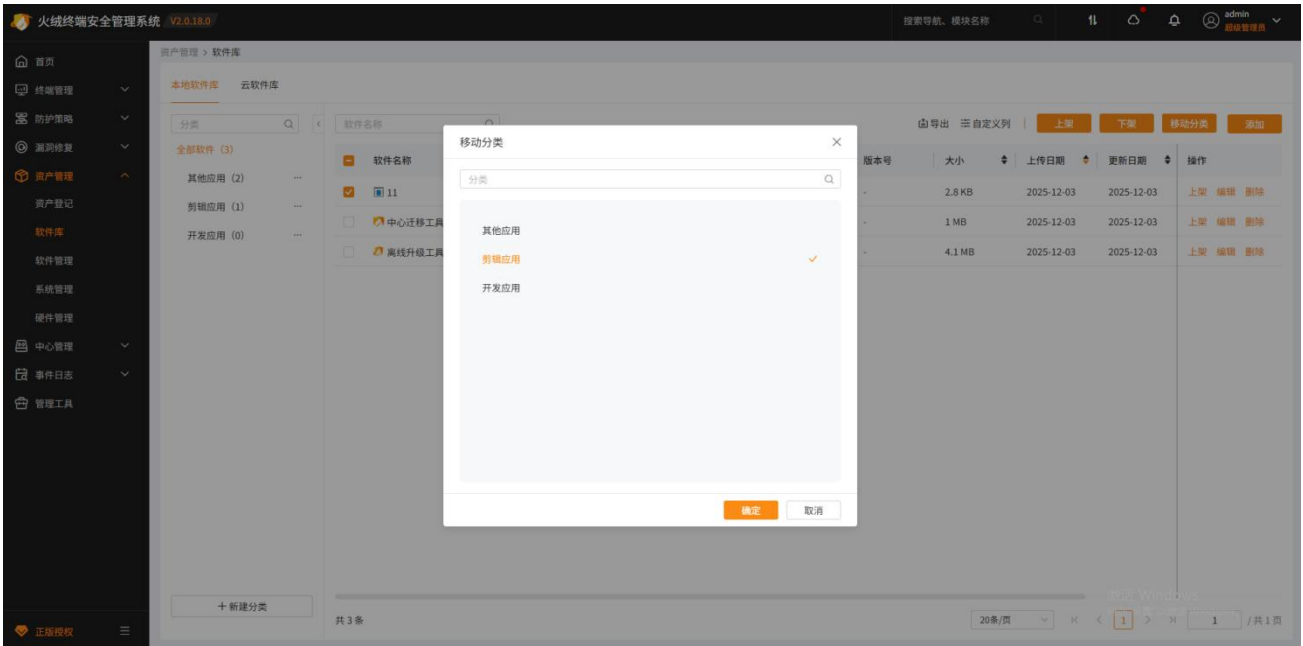 火绒终端安全管理系统 V2.0.18.0
搜索导航、模块名称
admin
超级管理员
首页
终端管理
防护策略
漏洞修复
资产管理
资产登记
软件库
软件管理
系统管理
硬件管理
中心管理
事件日志
管理工具
正版授权
资产管理 > 软件库
本地软件库 云软件库
分类
全部软件（3）
其他应用（2） ...
剪辑应用（1） ...
开发应用（0） ...
+ 新建分类
软件名称
导出 自定义列 上架 下架 移动分类 添加
软件名称 版本号 大小 上传日期 更新日期 操作
11 - 2.8 KB 2025-12-03 2025-12-03 上架 编辑 删除
中心迁移工具 - 1 MB 2025-12-03 2025-12-03 上架 编辑 删除
离线升级工具 - 4.1 MB 2025-12-03 2025-12-03 上架 编辑 删除
移动分类
分类
其他应用
剪辑应用
开发应用
确定 取消
激活 Windows
共 3 条
20条/页 1 1 / 共 1 页